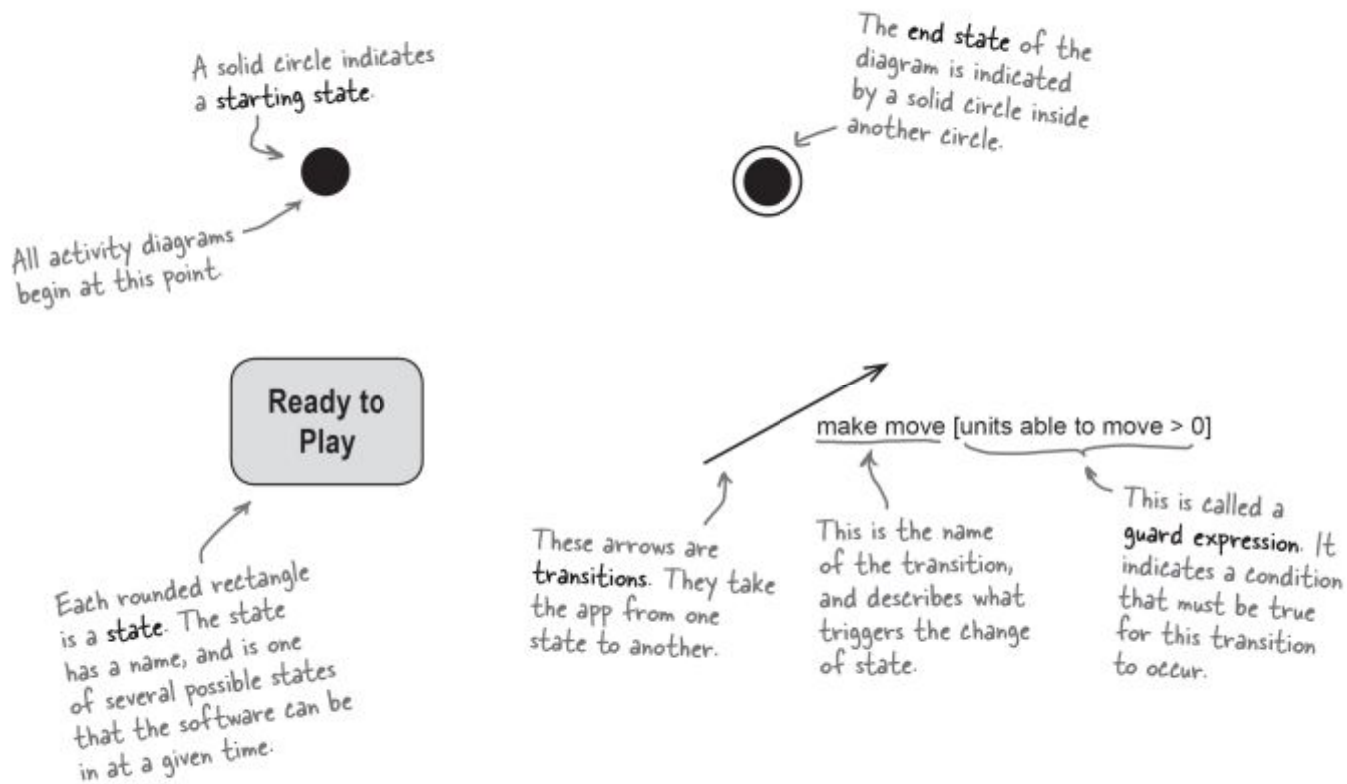 A solid circle indicates
a starting state.
All activity diagrams
begin at this point.
The end state of the
diagram is indicated
by a solid circle inside
another circle.
Ready to
Play
Each rounded rectangle
is a state. The state
has a name, and is one
of several possible states
that the software can be
in at a given time.
make move [units able to move > 0]
These arrows are
transitions. They take
the app from one
state to another.
This is the name
of the transition,
and describes what
triggers the change
of state.
This is called a
guard expression. It
indicates a condition
that must be true
for this transition
to occur.